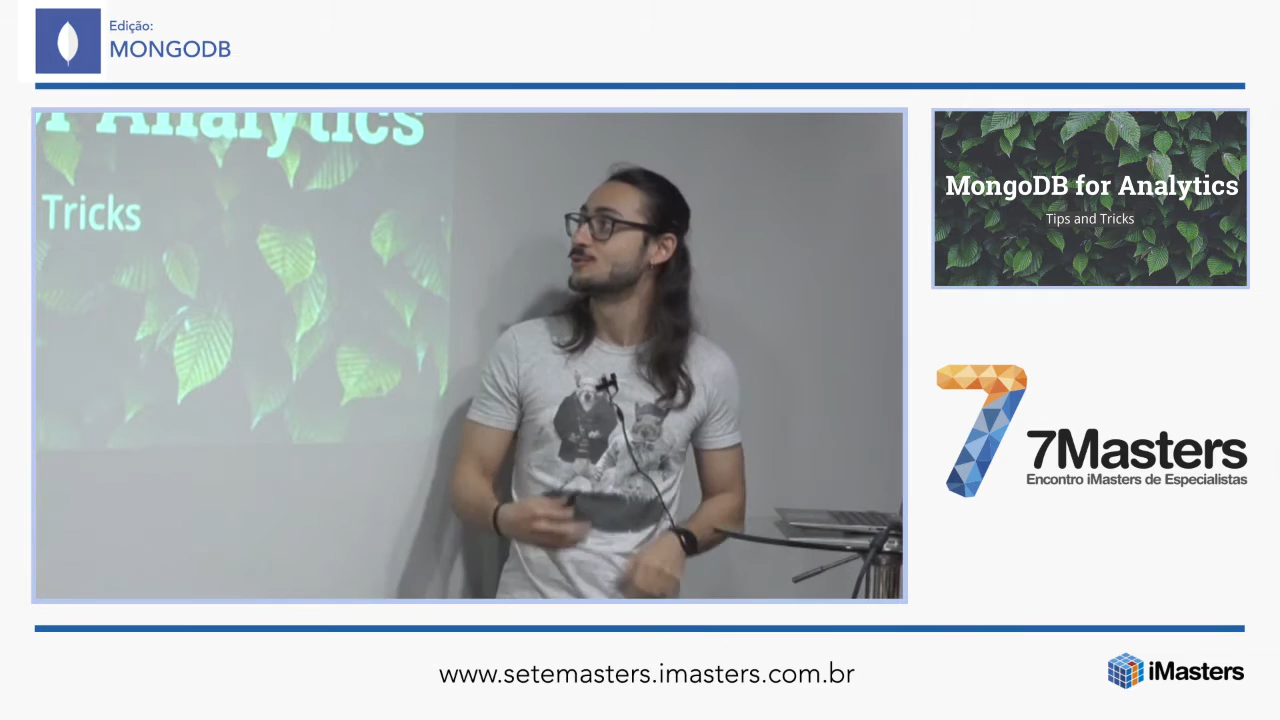 Edição:
MONGODB
r Analytics
Tricks
MongoDB for Analytics
Tips and Tricks
7Masters
Encontro iMasters de Especialistas
www.setemasters.imasters.com.br
iMasters